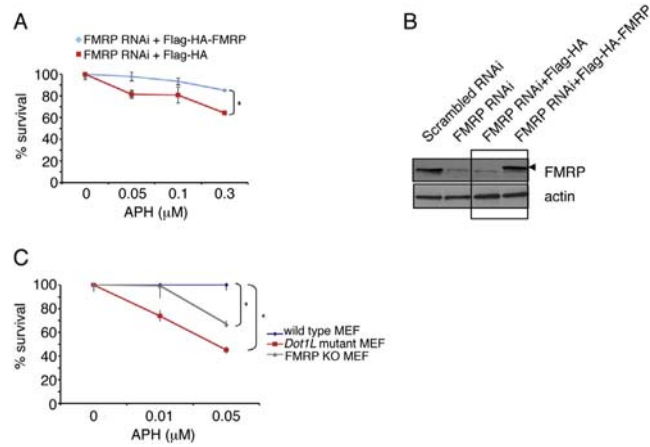 A
FMRP RNAi + Flag-HA-FMRP
FMRP RNAi + Flag-HA
100
80
60
40
20
0
% survival
*
0 0.05 0.1 0.3
APH (μM)
B
Scrambled RNAi
FMRP RNAi
FMRP RNAi+Flag-HA
FMRP RNAi+Flag-HA-FMRP
FMRP
actin
C
100
80
60
40
20
0
% survival
* *
wild type MEF
Dot1L mutant MEF
FMRP KO MEF
0 0.01 0.05
APH (μM)